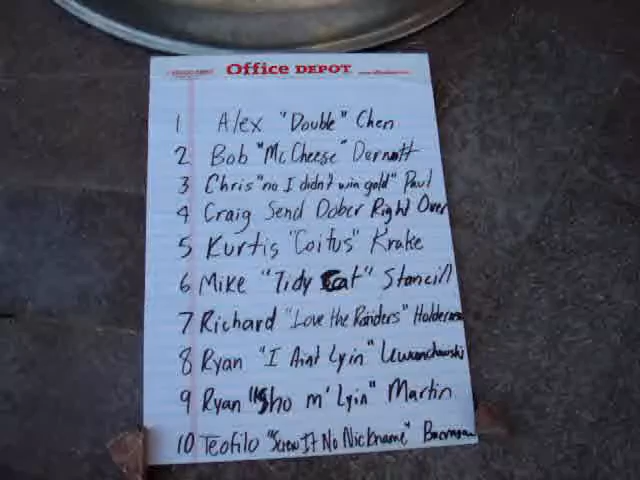 Office DEPOT
1 Alex "Double" Chen
2 Bob "McCheese" Dernott
3 Chris "no I didn't win gold" Paul
4 Craig Send Dober Right Over
5 Kurtis "Coitus" Krake
6 Mike "Tidy Cat" Stancill
7 Richard "Love the Raiders"
8 Ryan "I Aint Lyin"
9 Ryan "Sho m' Lyin" Martin
10 Teofilo "Screw It No Nickname"